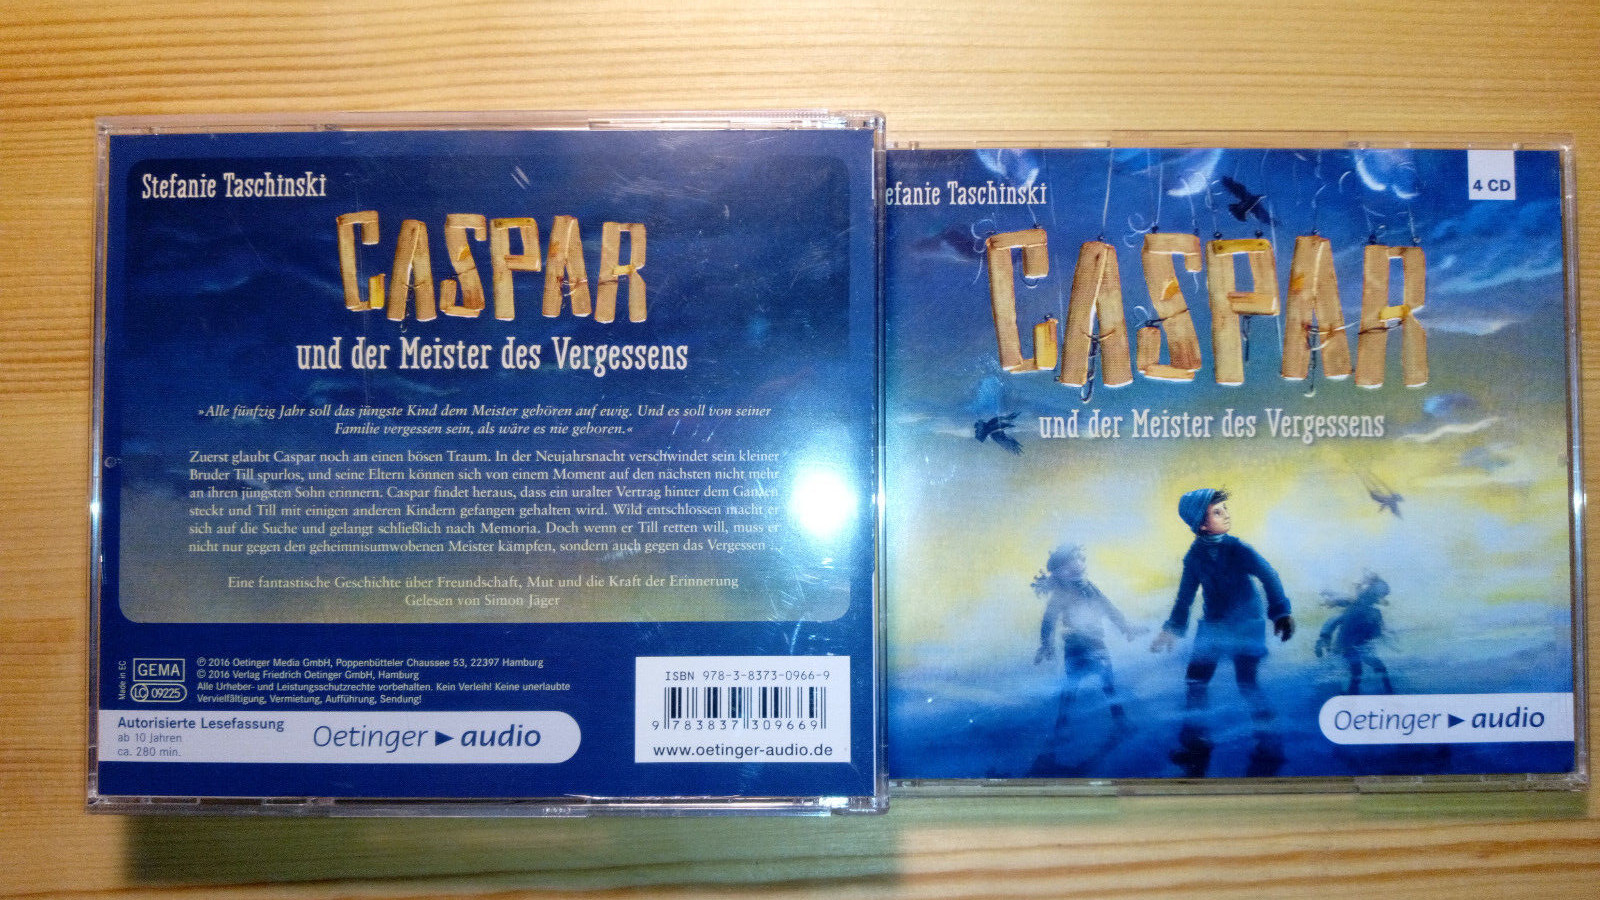 Stefanie Taschinski
CASPAR
und der Meister des Vergessens
»Alle fünfzig Jahr soll das jüngste Kind dem Meister gehören auf ewig. Und es soll von seiner
Familie vergessen sein, als wäre es nie geboren.«
Zuerst glaubt Caspar noch an einen bösen Traum. In der Neujahrsnacht verschwindet sein kleiner
Bruder Till spurlos, und seine Eltern können sich von einem Moment auf den nächsten nicht mehr
an ihren jüngsten Sohn erinnern. Caspar findet heraus, dass ein uralter Vertrag hinter dem Ganzen
steckt und Till mit einigen anderen Kindern gefangen gehalten wird. Wild entschlossen macht er
sich auf die Suche und gelangt schließlich nach Memoria. Doch wenn er Till retten will, muss er
nicht nur gegen den geheimnisumwobenen Meister kämpfen, sondern auch gegen das Vergessen ...
Eine fantastische Geschichte über Freundschaft, Mut und die Kraft der Erinnerung
Gelesen von Simon Jäger
Made in EC
GEMA
LC 09225
℗ 2016 Oetinger Media GmbH, Poppenbütteler Chaussee 53, 22397 Hamburg
© 2016 Verlag Friedrich Oetinger GmbH, Hamburg
Alle Urheber- und Leistungsschutzrechte vorbehalten. Kein Verleih! Keine unerlaubte
Vervielfältigung, Vermietung, Aufführung, Sendung!
Autorisierte Lesefassung
ab 10 Jahren
ca. 280 min.
Oetinger audio
ISBN 978-3-8373-0966-9
9 783837 309669
www.oetinger-audio.de
efanie Taschinski
4 CD
CASPAR
und der Meister des Vergessens
Oetinger audio